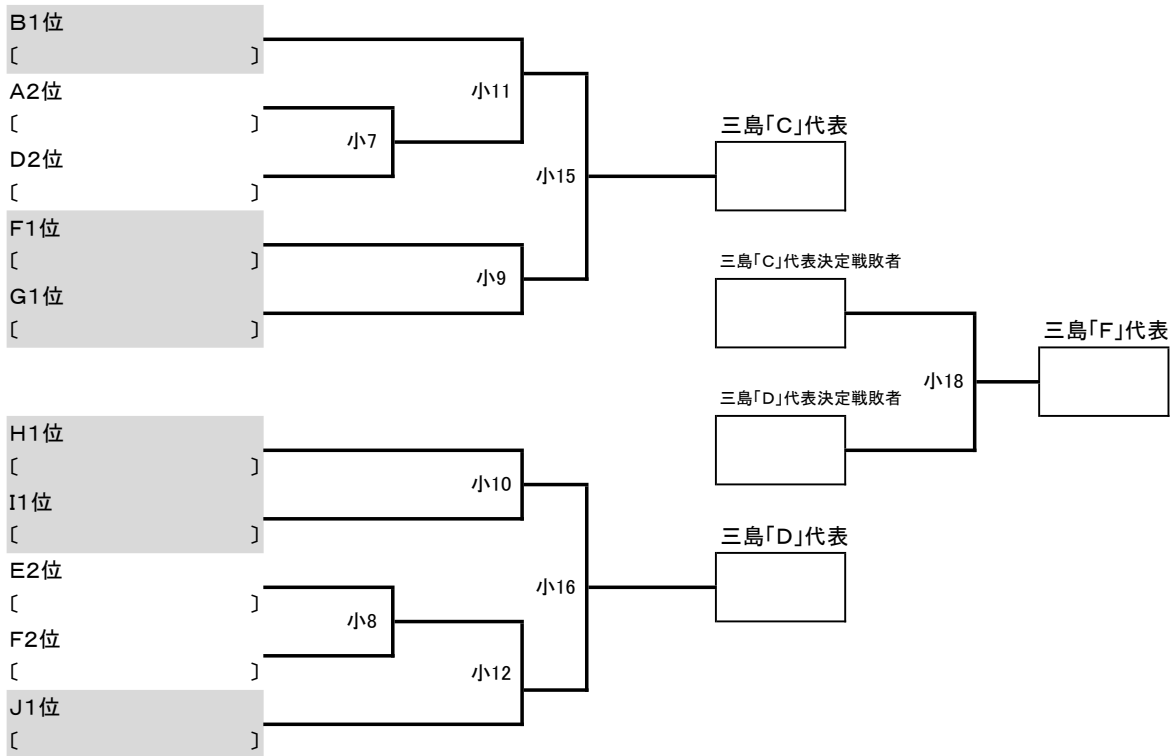 B1位
〔 〕
A2位
〔 〕
D2位
〔 〕
F1位
〔 〕
G1位
〔 〕
小11
小7
小15
小9
三島「C」代表
三島「C」代表決定戦敗者
三島「F」代表
小18
三島「D」代表決定戦敗者
H1位
〔 〕
I1位
〔 〕
E2位
〔 〕
F2位
〔 〕
J1位
〔 〕
小10
小16
小8
小12
三島「D」代表